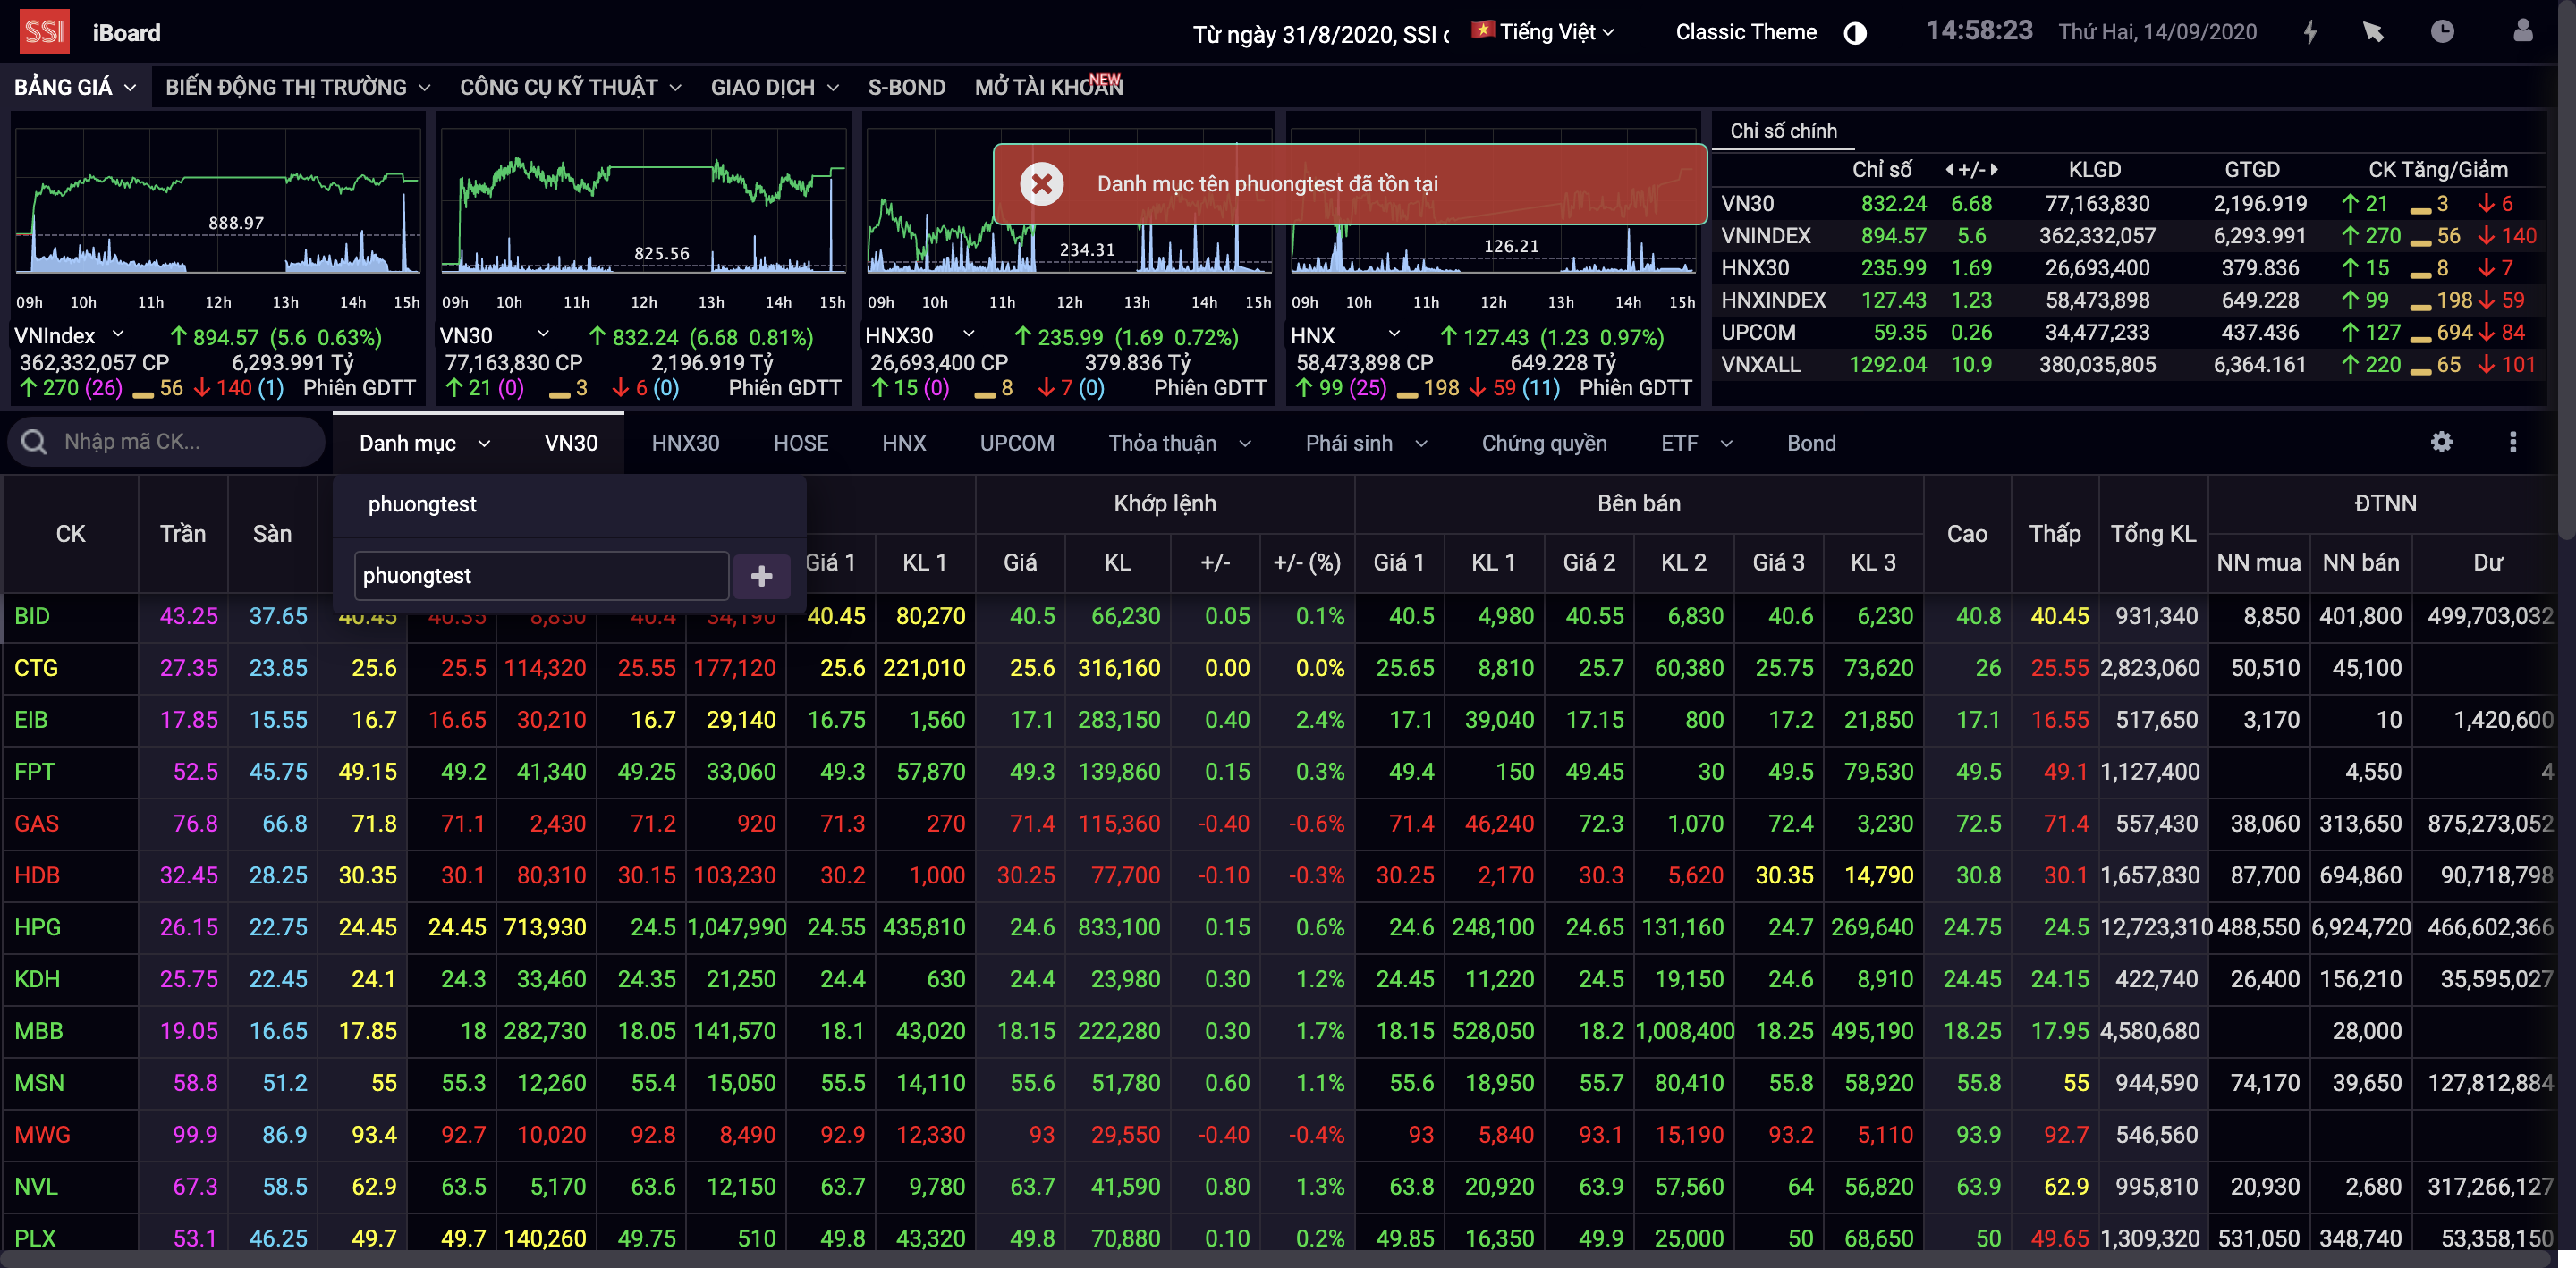 SSI iBoard Từ ngày 31/8/2020, SSI Tiếng Việt Classic Theme 14:58:23 Thứ Hai, 14/09/2020
BẢNG GIÁ BIẾN ĐỘNG THỊ TRƯỜNG CÔNG CỤ KỸ THUẬT GIAO DỊCH S-BOND MỞ TÀI KHOẢN NEW
888.97
09h 10h 11h 12h 13h 14h 15h
VNIndex 894.57 (5.6 0.63%)
362,332,057 CP 6,293.991 Tỷ
270 (26) 56 140 (1) Phiên GDTT
825.56
09h 10h 11h 12h 13h 14h 15h
VN30 832.24 (6.68 0.81%)
77,163,830 CP 2,196.919 Tỷ
21 (0) 3 6 (0) Phiên GDTT
234.31
09h 10h 11h 12h 13h 14h 15h
HNX30 235.99 (1.69 0.72%)
26,693,400 CP 379.836 Tỷ
15 (0) 8 7 (0) Phiên GDTT
126.21
09h 10h 11h 12h 13h 14h 15h
HNX 127.43 (1.23 0.97%)
58,473,898 CP 649.228 Tỷ
99 (25) 198 59 (11) Phiên GDTT
Danh mục tên phuongtest đã tồn tại
Chỉ số chính
Chỉ số +/- KLGD GTGD CK Tăng/Giảm
VN30 832.24 6.68 77,163,830 2,196.919 21 3 6
VNINDEX 894.57 5.6 362,332,057 6,293.991 270 56 140
HNX30 235.99 1.69 26,693,400 379.836 15 8 7
HNXINDEX 127.43 1.23 58,473,898 649.228 99 198 59
UPCOM 59.35 0.26 34,477,233 437.436 127 694 84
VNXALL 1292.04 10.9 380,035,805 6,364.161 220 65 101
Nhập mã CK... Danh mục VN30 HNX30 HOSE HNX UPCOM Thỏa thuận Phái sinh Chứng quyền ETF Bond
phuongtest
phuongtest
CK Trần Sàn Khớp lệnh Bên bán Cao Thấp Tổng KL ĐTNN
Giá 1 KL 1 Giá KL +/- +/- (%) Giá 1 KL 1 Giá 2 KL 2 Giá 3 KL 3 NN mua NN bán Dư
BID 43.25 37.65 40.45 40.35 8,850 40.4 34,190 40.45 80,270 40.5 66,230 0.05 0.1% 40.5 4,980 40.55 6,830 40.6 6,230 40.8 40.45 931,340 8,850 401,800 499,703,032
CTG 27.35 23.85 25.6 25.5 114,320 25.55 177,120 25.6 221,010 25.6 316,160 0.00 0.0% 25.65 8,810 25.7 60,380 25.75 73,620 26 25.55 2,823,060 50,510 45,100
EIB 17.85 15.55 16.7 16.65 30,210 16.7 29,140 16.75 1,560 17.1 283,150 0.40 2.4% 17.1 39,040 17.15 800 17.2 21,850 17.1 16.55 517,650 3,170 10 1,420,600
FPT 52.5 45.75 49.15 49.2 41,340 49.25 33,060 49.3 57,870 49.3 139,860 0.15 0.3% 49.4 150 49.45 30 49.5 79,530 49.5 49.1 1,127,400 4,550 4
GAS 76.8 66.8 71.8 71.1 2,430 71.2 920 71.3 270 71.4 115,360 -0.40 -0.6% 71.4 46,240 72.3 1,070 72.4 3,230 72.5 71.4 557,430 38,060 313,650 875,273,052
HDB 32.45 28.25 30.35 30.1 80,310 30.15 103,230 30.2 1,000 30.25 77,700 -0.10 -0.3% 30.25 2,170 30.3 5,620 30.35 14,790 30.8 30.1 1,657,830 87,700 694,860 90,718,798
HPG 26.15 22.75 24.45 24.45 713,930 24.5 1,047,990 24.55 435,810 24.6 833,100 0.15 0.6% 24.6 248,100 24.65 131,160 24.7 269,640 24.75 24.5 12,723,310 488,550 6,924,720 466,602,366
KDH 25.75 22.45 24.1 24.3 33,460 24.35 21,250 24.4 630 24.4 23,980 0.30 1.2% 24.45 11,220 24.5 19,150 24.6 8,910 24.45 24.15 422,740 26,400 156,210 35,595,027
MBB 19.05 16.65 17.85 18 282,730 18.05 141,570 18.1 43,020 18.15 222,280 0.30 1.7% 18.15 528,050 18.2 1,008,400 18.25 495,190 18.25 17.95 4,580,680 28,000
MSN 58.8 51.2 55 55.3 12,260 55.4 15,050 55.5 14,110 55.6 51,780 0.60 1.1% 55.6 18,950 55.7 80,410 55.8 58,920 55.8 55 944,590 74,170 39,650 127,812,884
MWG 99.9 86.9 93.4 92.7 10,020 92.8 8,490 92.9 12,330 93 29,550 -0.40 -0.4% 93 5,840 93.1 15,190 93.2 5,110 93.9 92.7 546,560
NVL 67.3 58.5 62.9 63.5 5,170 63.6 12,150 63.7 9,780 63.7 41,590 0.80 1.3% 63.8 20,920 63.9 57,560 64 56,820 63.9 62.9 995,810 20,930 2,680 317,266,127
PLX 53.1 46.25 49.7 49.7 140,260 49.75 510 49.8 43,320 49.8 70,880 0.10 0.2% 49.85 16,350 49.9 25,000 50 68,650 50 49.65 1,309,320 531,050 348,740 53,358,150